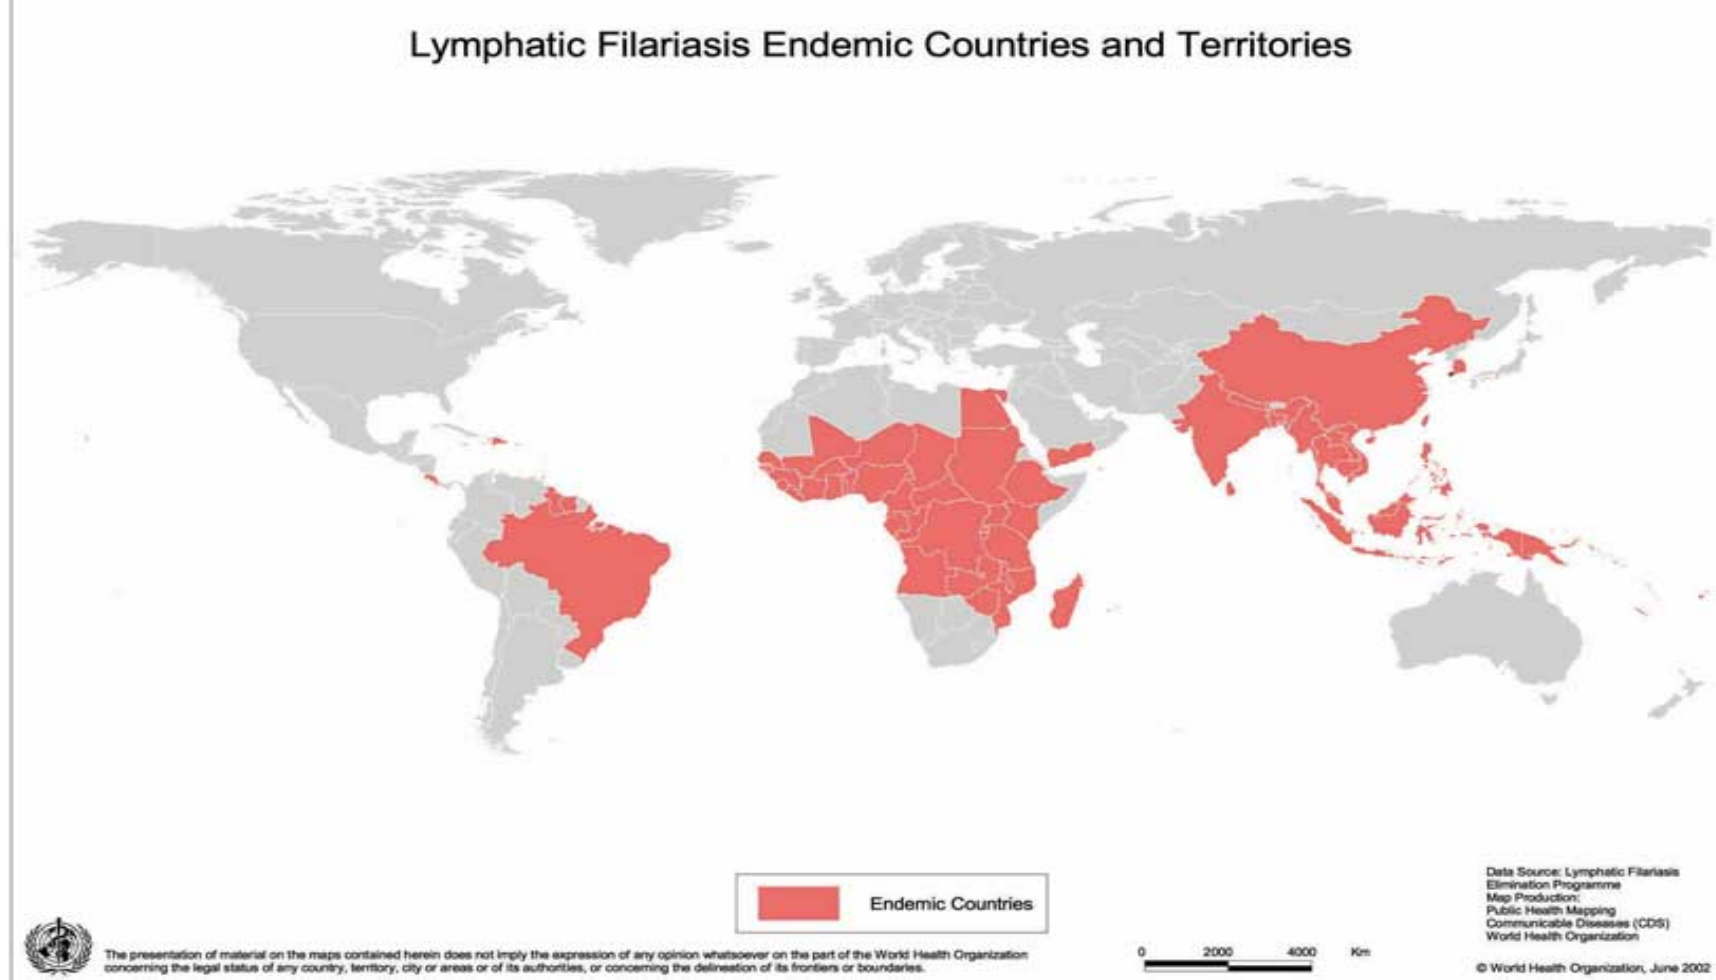 Lymphatic Filariasis Endemic Countries and Territories
Endemic Countries
Data Source: Lymphatic Filariasis
Elimination Programme
Map Production:
Public Health Mapping
Communicable Diseases (CDS)
World Health Organization
The presentation of material on the maps contained herein does not imply the expression of any opinion whatsoever on the part of the World Health Organization
concerning the legal status of any country, territory, city or areas or of its authorities, or concerning the delineation of its frontiers or boundaries.
0 2000 4000 Km
© World Health Organization, June 2002